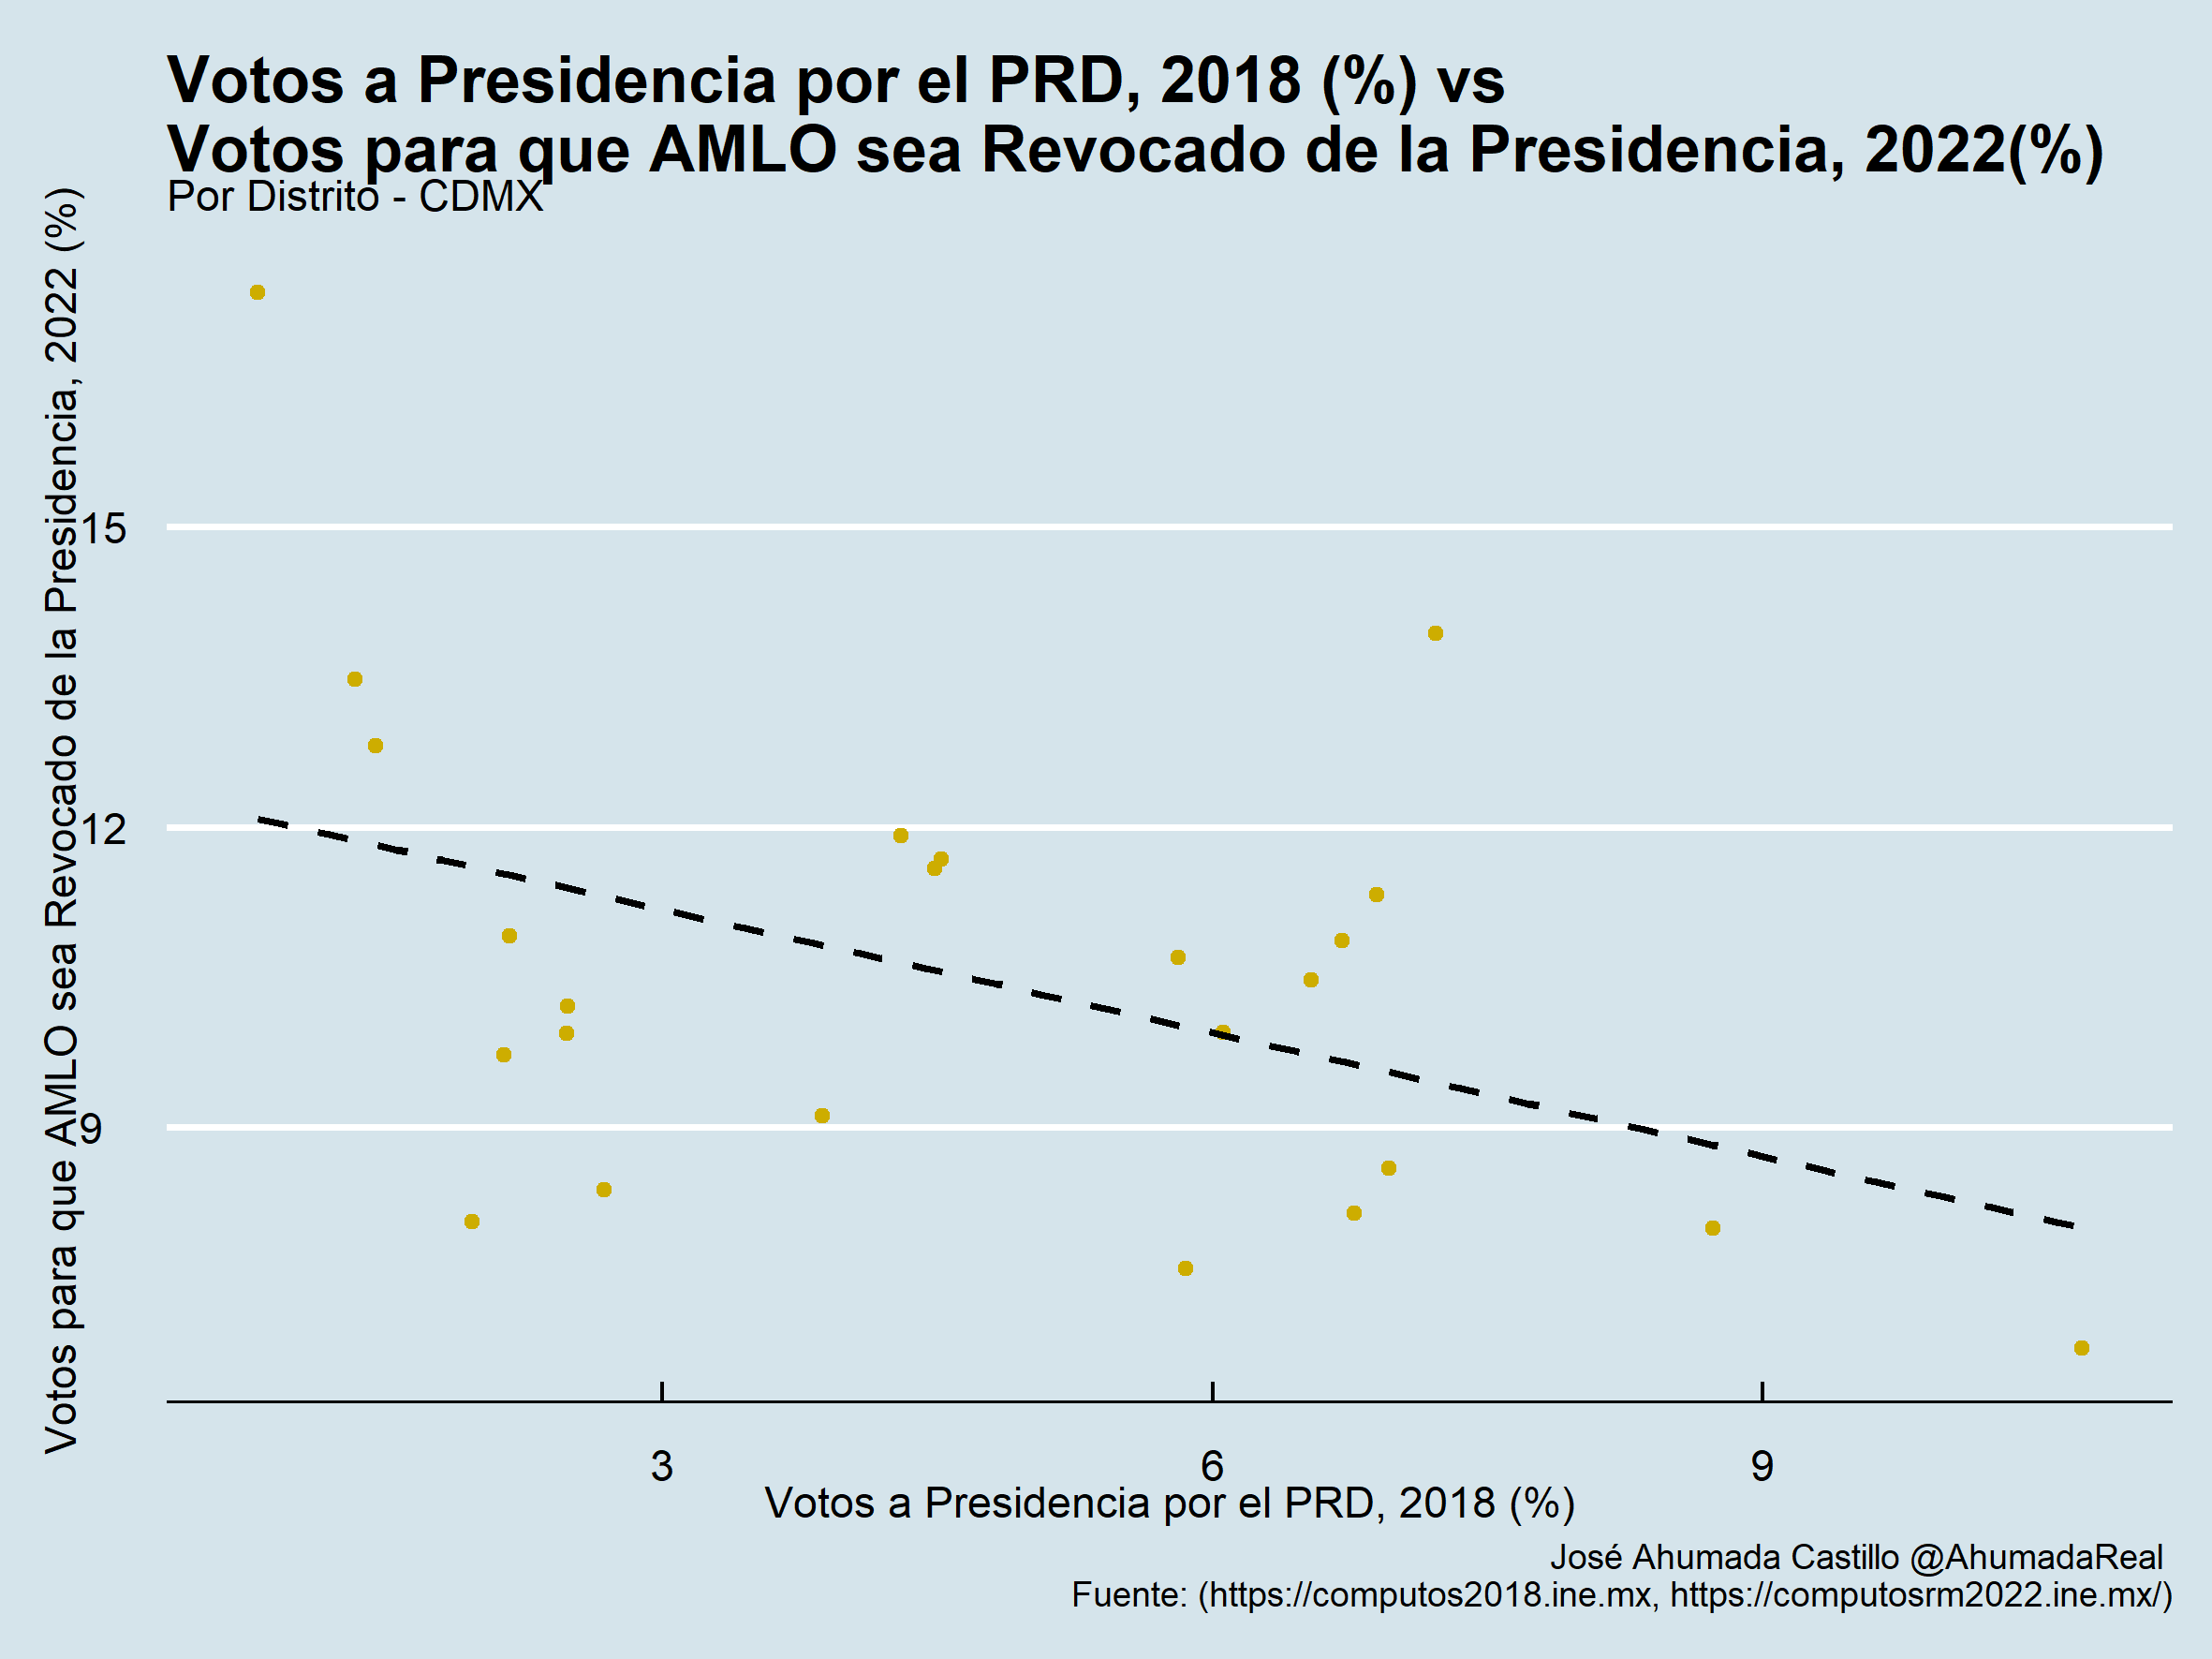 Votos a Presidencia por el PRD, 2018 (%) vs
Votos para que AMLO sea Revocado de la Presidencia, 2022(%)
Por Distrito - CDMX
Votos para que AMLO sea Revocado de la Presidencia, 2022 (%)
15
12
9
3
6
9
Votos a Presidencia por el PRD, 2018 (%)
José Ahumada Castillo @AhumadaReal
Fuente: (https://computos2018.ine.mx, https://computosrm2022.ine.mx/)